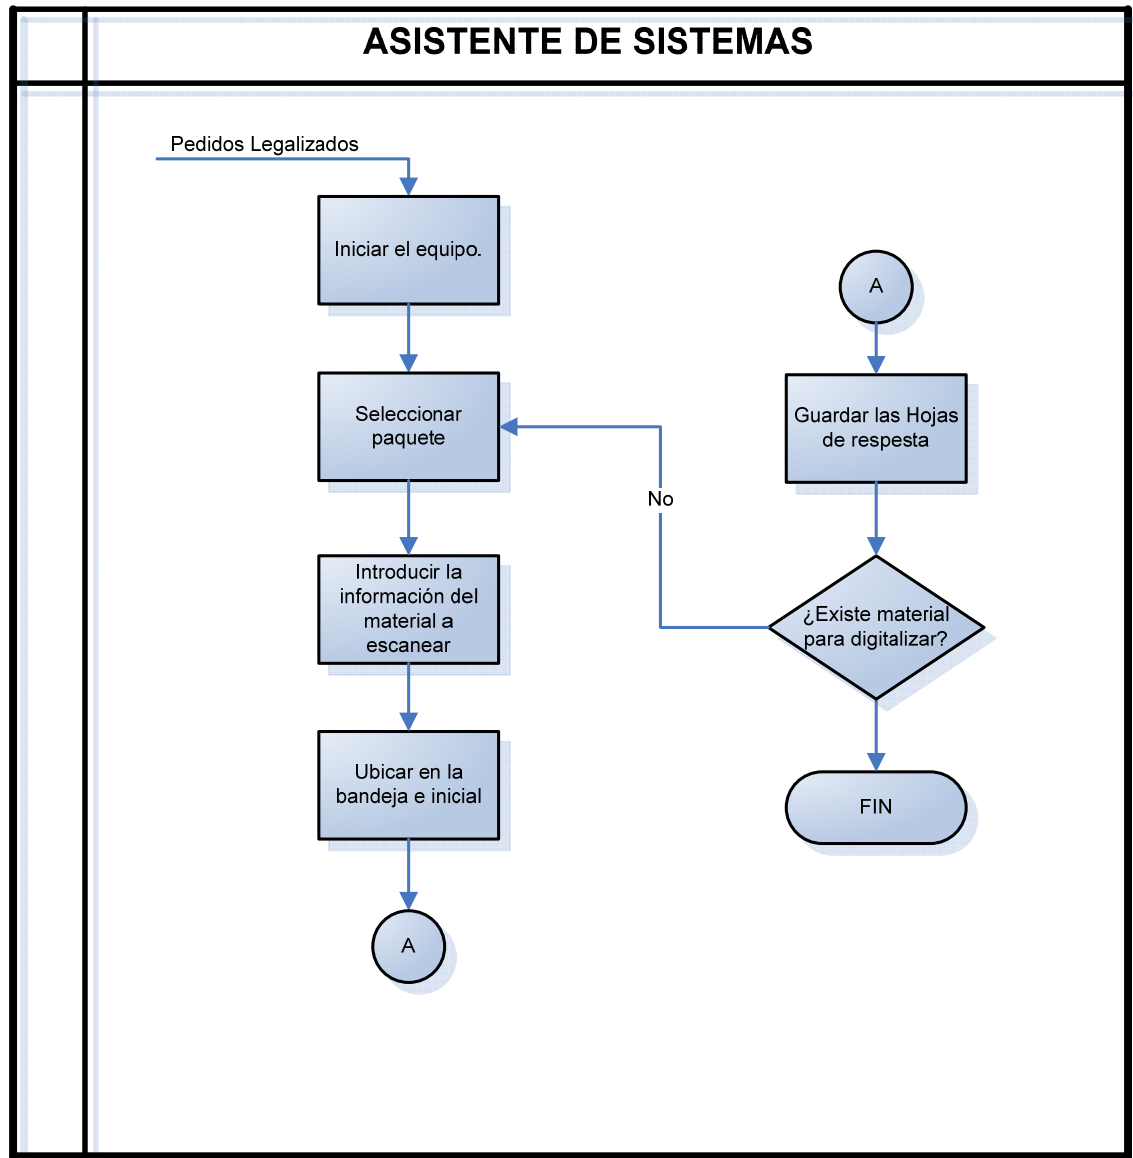 ASISTENTE DE SISTEMAS
Pedidos Legalizados
Iniciar el equipo.
Seleccionar
paquete
Introducir la
información del
material a
escanear
Ubicar en la
bandeja e inicial
A
A
Guardar las Hojas
de respesta
No
¿Existe material
para digitalizar?
FIN